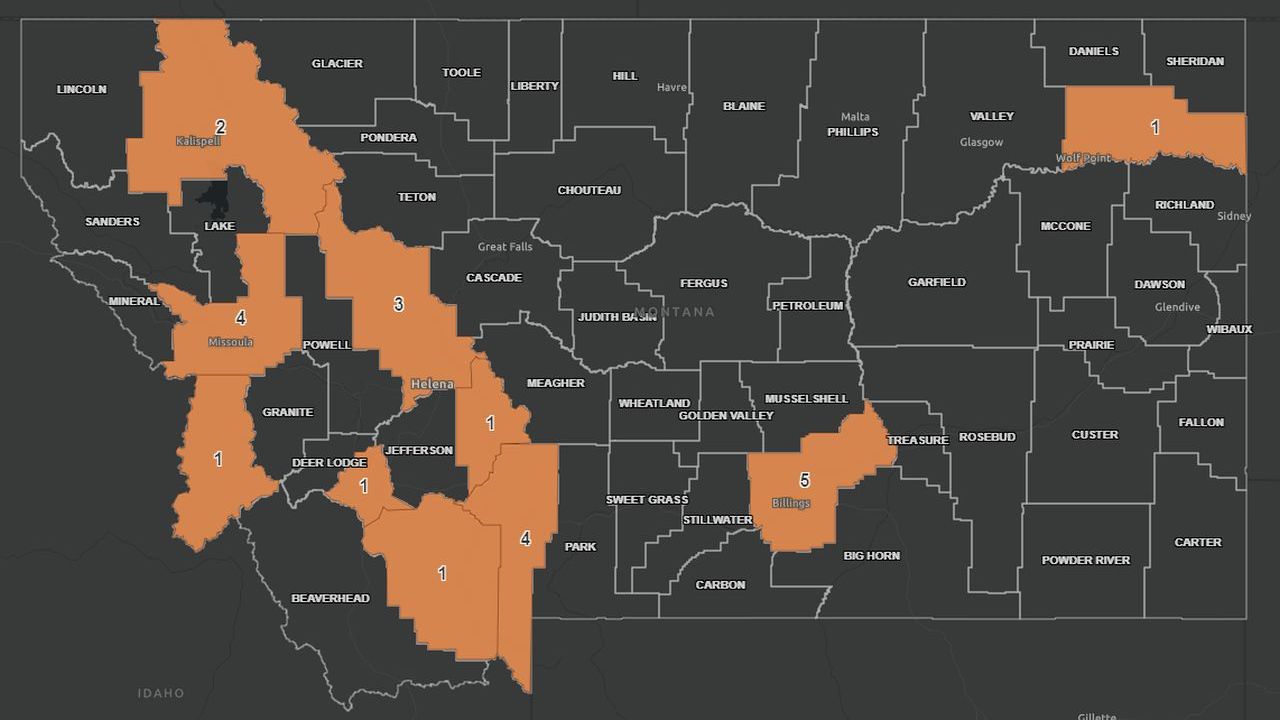 DANIELS
SHERIDAN
GLACIER
TOOLE
LIBERTY
HILL
Havre
LINCOLN
BLAINE
VALLEY
Malta
PHILLIPS
2
Kalispell
PONDERA
Glasgow
1
Wolf Point
TETON
CHOUTEAU
SANDERS
LAKE
RICHLAND
Sidney
MCCONE
Great Falls
CASCADE
FERGUS
GARFIELD
DAWSON
Glendive
MINERAL
3
4
JUDITH BASIN
MONTANA
PETROLEUM
WIBAUX
Missoula
POWELL
PRAIRIE
Helena
MEAGHER
WHEATLAND
GOLDEN VALLEY
MUSSELSHELL
GRANITE
1
FALLON
TREASURE
ROSEBUD
CUSTER
JEFFERSON
1
DEER LODGE
1
5
Billings
SWEET GRASS
STILLWATER
4
PARK
CARTER
BIG HORN
POWDER RIVER
1
CARBON
BEAVERHEAD
IDAHO
Gillette